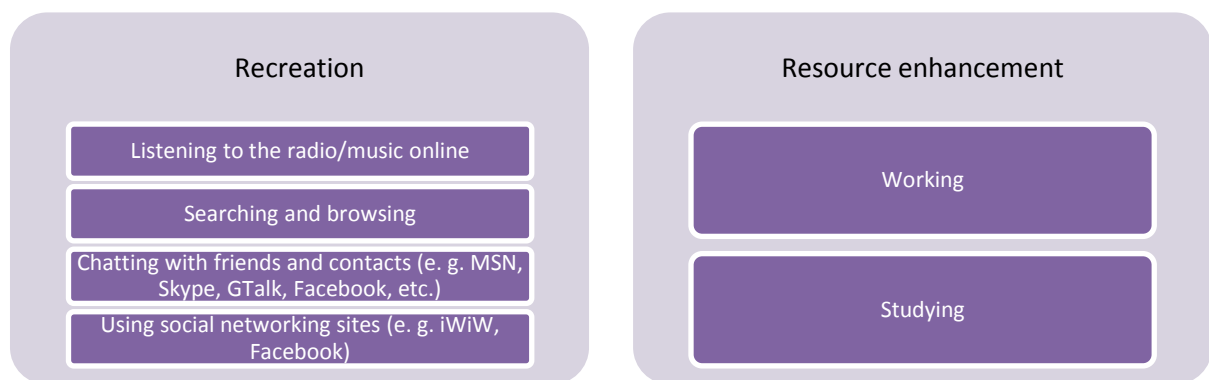 Recreation
Listening to the radio/music online
Searching and browsing
Chatting with friends and contacts (e. g. MSN,
Skype, GTalk, Facebook, etc.)
Using social networking sites (e. g. iWiW,
Facebook)
Resource enhancement
Working
Studying